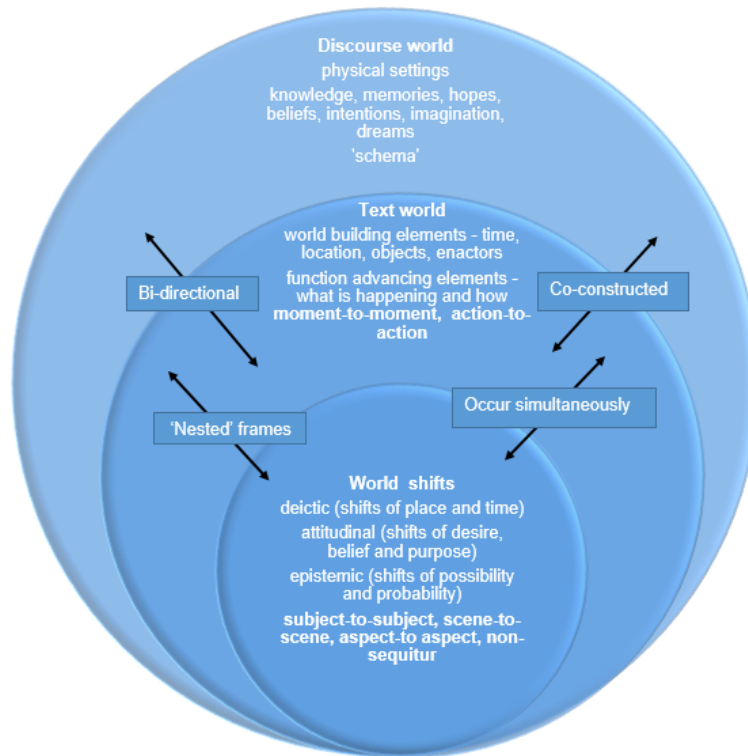 Discourse world
physical settings
knowledge, memories, hopes,
beliefs, intentions, imagination,
dreams
'schema'
Text world
world building elements - time,
location, objects, enactors
function advancing elements -
what is happening and how
moment-to-moment, action-to-
action
Bi-directional
Co-constructed
'Nested' frames
Occur simultaneously
World shifts
deictic (shifts of place and time)
attitudinal (shifts of desire,
belief and purpose)
epistemic (shifts of possibility
and probability)
subject-to-subject, scene-to-
scene, aspect-to aspect, non-
sequitur